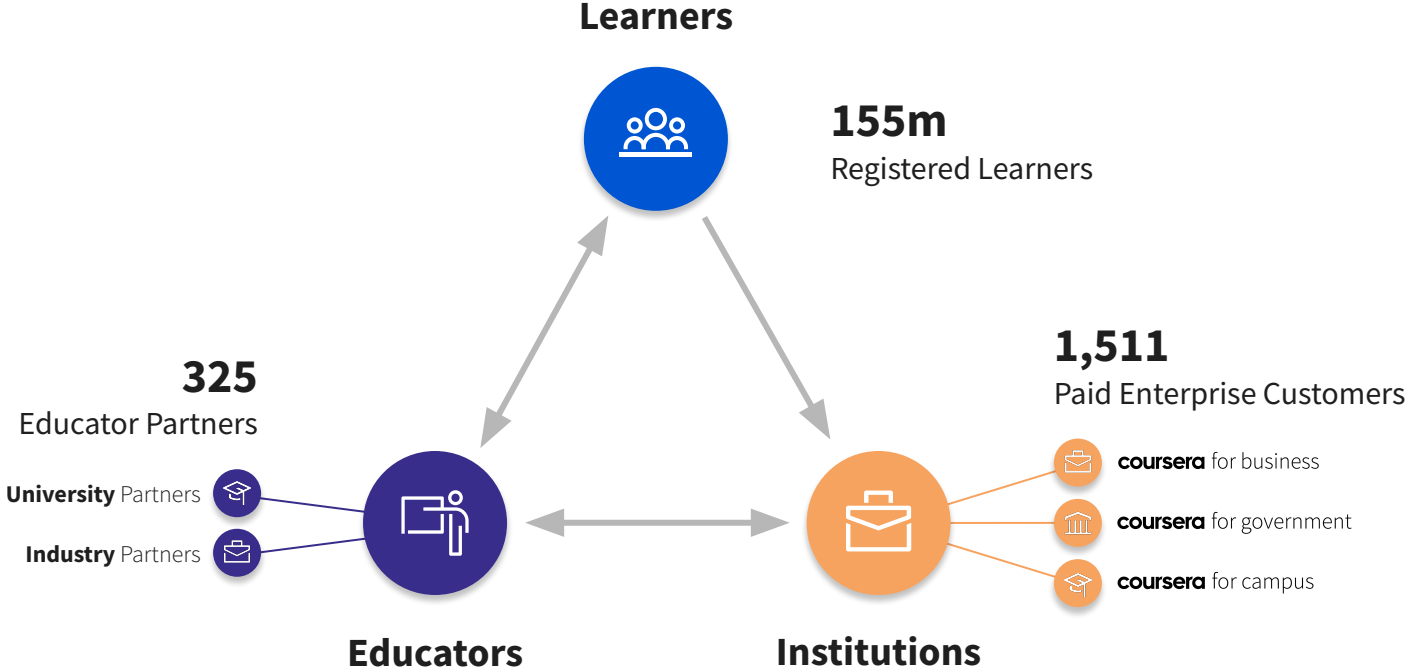 Learners
155m
Registered Learners
325
Educator Partners
University Partners
Industry Partners
1,511
Paid Enterprise Customers
coursera for business
coursera for government
coursera for campus
Educators
Institutions